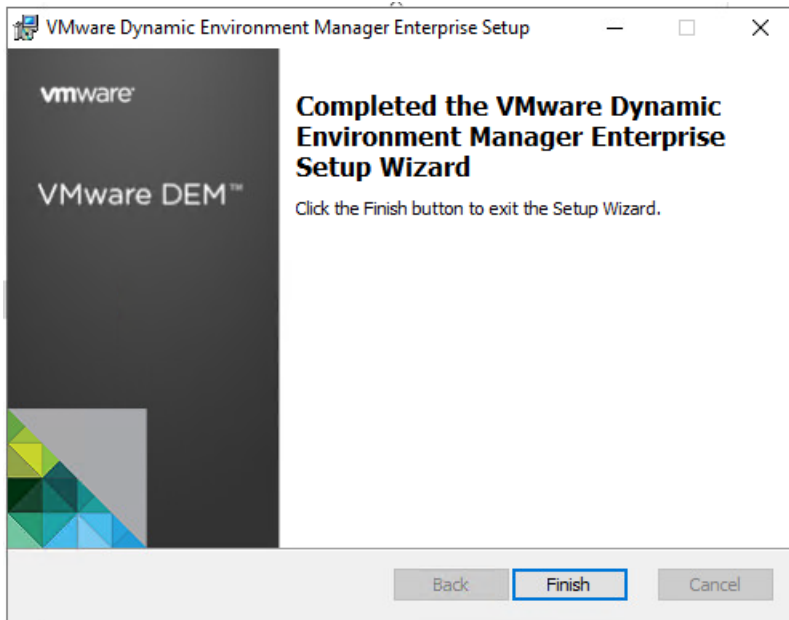 VMware Dynamic Environment Manager Enterprise Setup
vmware
VMware DEM™
Completed the VMware Dynamic
Environment Manager Enterprise
Setup Wizard
Click the Finish button to exit the Setup Wizard.
Back
Finish
Cancel